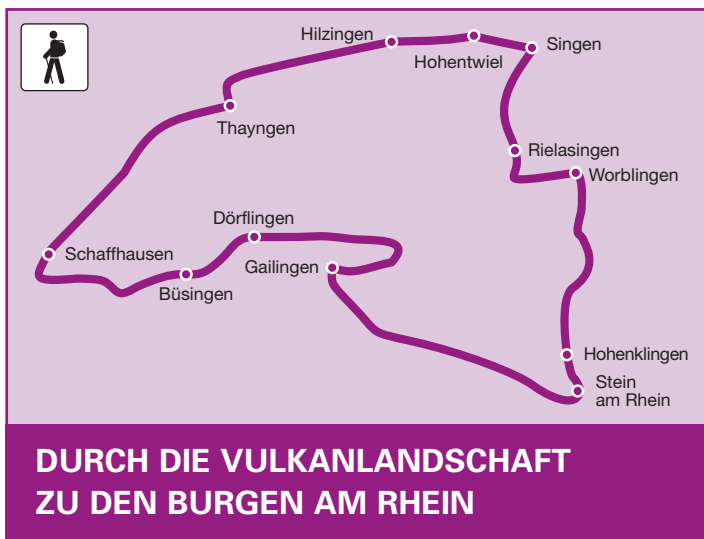 Hilzingen
Hohentwiel
Singen
Thayngen
Rielasingen
Worblingen
Dörflingen
Schaffhausen
Gailingen
Büsingen
Hohenklingen
Stein
am Rhein
DURCH DIE VULKANLANDSCHAFT
ZU DEN BURGEN AM RHEIN